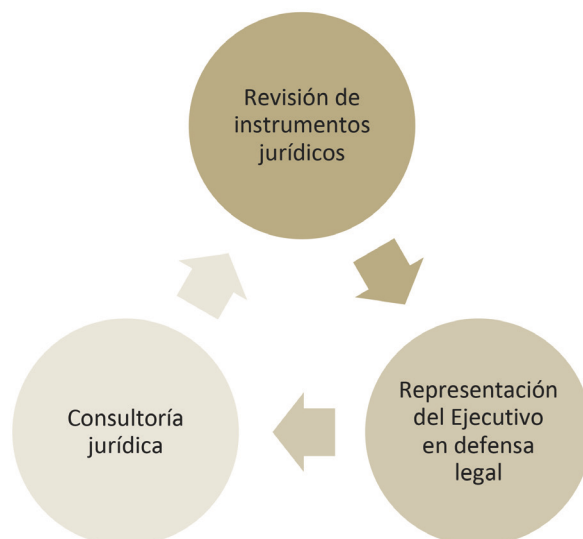 Revisión de
instrumentos
jurídicos
Representación
del Ejecutivo
en defensa
legal
Consultoría
jurídica